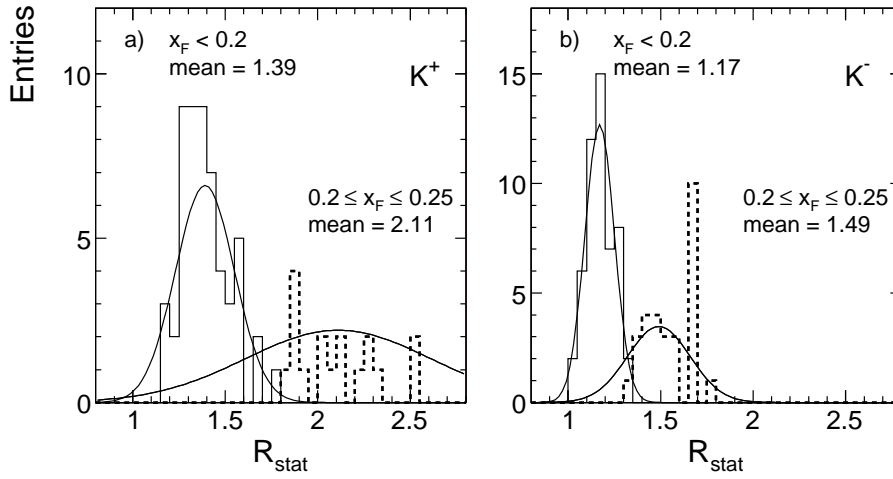 Entries
a)
x_F < 0.2
mean = 1.39
K⁺
0.2 ≤ x_F ≤ 0.25
mean = 2.11
10
5
0
1 1.5 2 2.5
R_stat
b)
x_F < 0.2
mean = 1.17
K⁻
0.2 ≤ x_F ≤ 0.25
mean = 1.49
15
10
5
0
1 1.5 2 2.5
R_stat